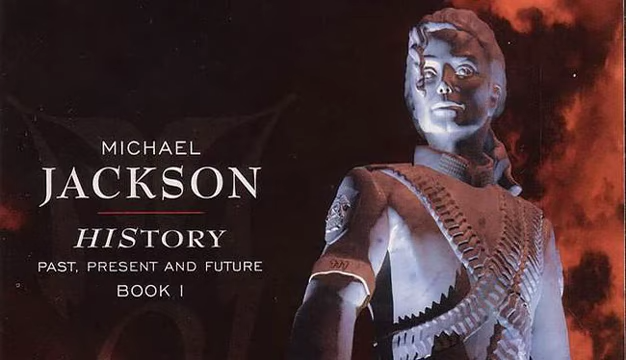 MICHAEL
JACKSON
HISTORY
PAST, PRESENT AND FUTURE
BOOK I